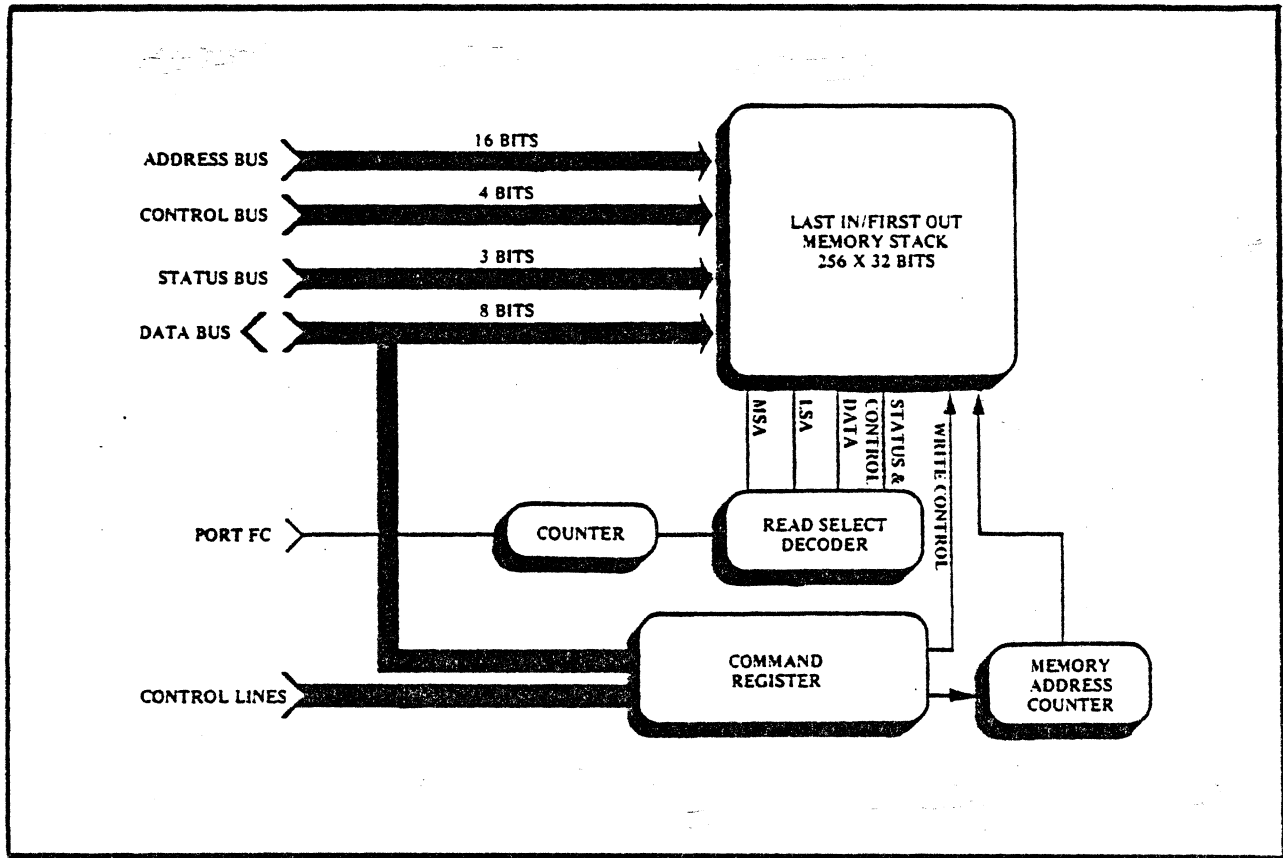 16 BITS
ADDRESS BUS
4 BITS
CONTROL BUS
3 BITS
STATUS BUS
8 BITS
DATA BUS
LAST IN/FIRST OUT
MEMORY STACK
256 X 32 BITS
MSA
LSA
DATA
STATUS &
CONTROL
WRITE CONTROL
PORT FC
COUNTER
READ SELECT
DECODER
COMMAND
REGISTER
CONTROL LINES
MEMORY
ADDRESS
COUNTER